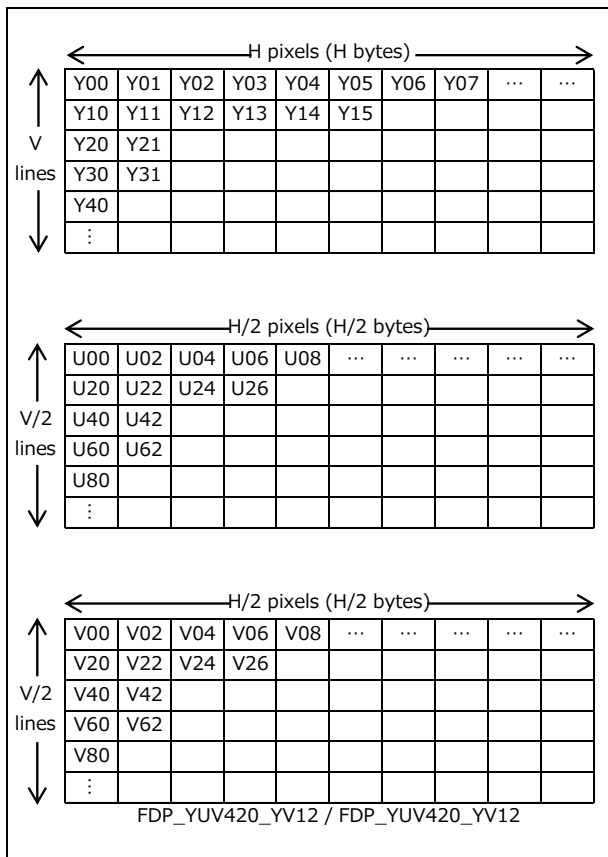 H pixels (H bytes)
Y00 Y01 Y02 Y03 Y04 Y05 Y06 Y07 … …
Y10 Y11 Y12 Y13 Y14 Y15
V Y20 Y21
lines Y30 Y31
Y40
⋮
H/2 pixels (H/2 bytes)
U00 U02 U04 U06 U08 … … … … …
U20 U22 U24 U26
V/2 U40 U42
lines U60 U62
U80
⋮
H/2 pixels (H/2 bytes)
V00 V02 V04 V06 V08 … … … … …
V20 V22 V24 V26
V/2 V40 V42
lines V60 V62
V80
⋮
FDP_YUV420_YV12 / FDP_YUV420_YV12